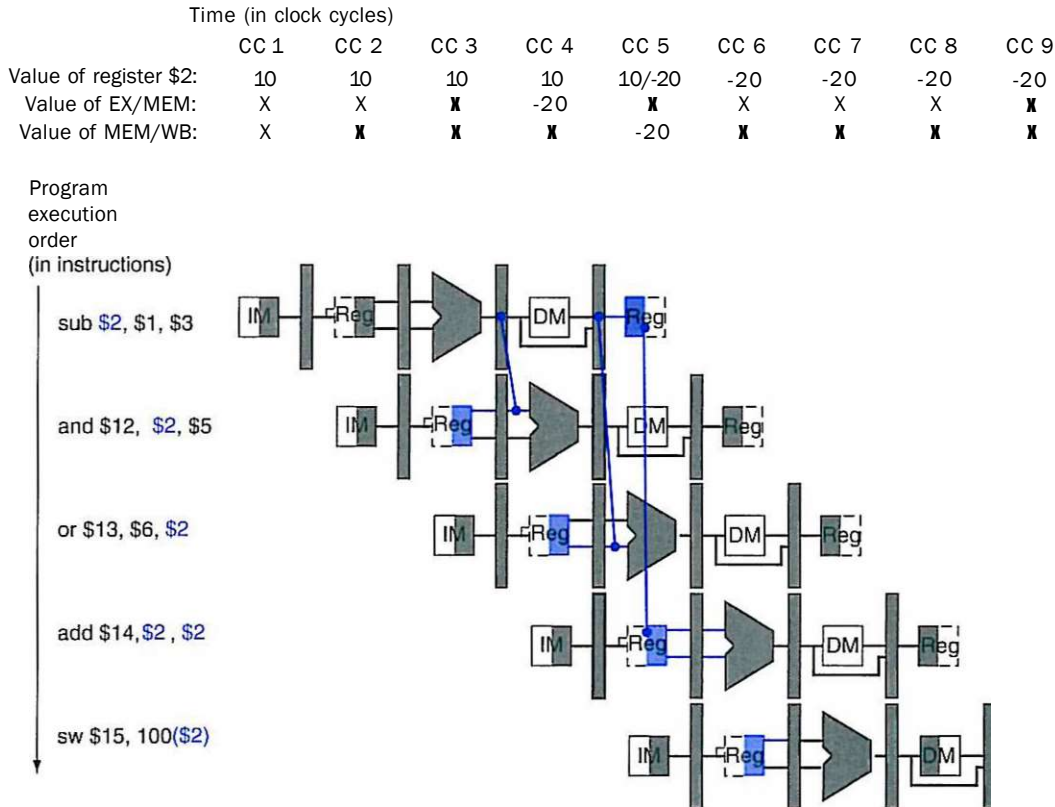 Time (in clock cycles)
CC 1 CC 2 CC 3 CC 4 CC 5 CC 6 CC 7 CC 8 CC 9
Value of register $2: 10 10 10 10 10/-20 -20 -20 -20 -20
Value of EX/MEM: X X X -20 X X X X X
Value of MEM/WB: X X X X -20 X X X X
Program
execution
order
(in instructions)
sub $2, $1, $3 IM Reg DM Reg
and $12, $2, $5 IM Reg DM Reg
or $13, $6, $2 IM Reg DM Reg
add $14,$2 , $2 IM Reg DM Reg
sw $15, 100($2) IM Reg DM